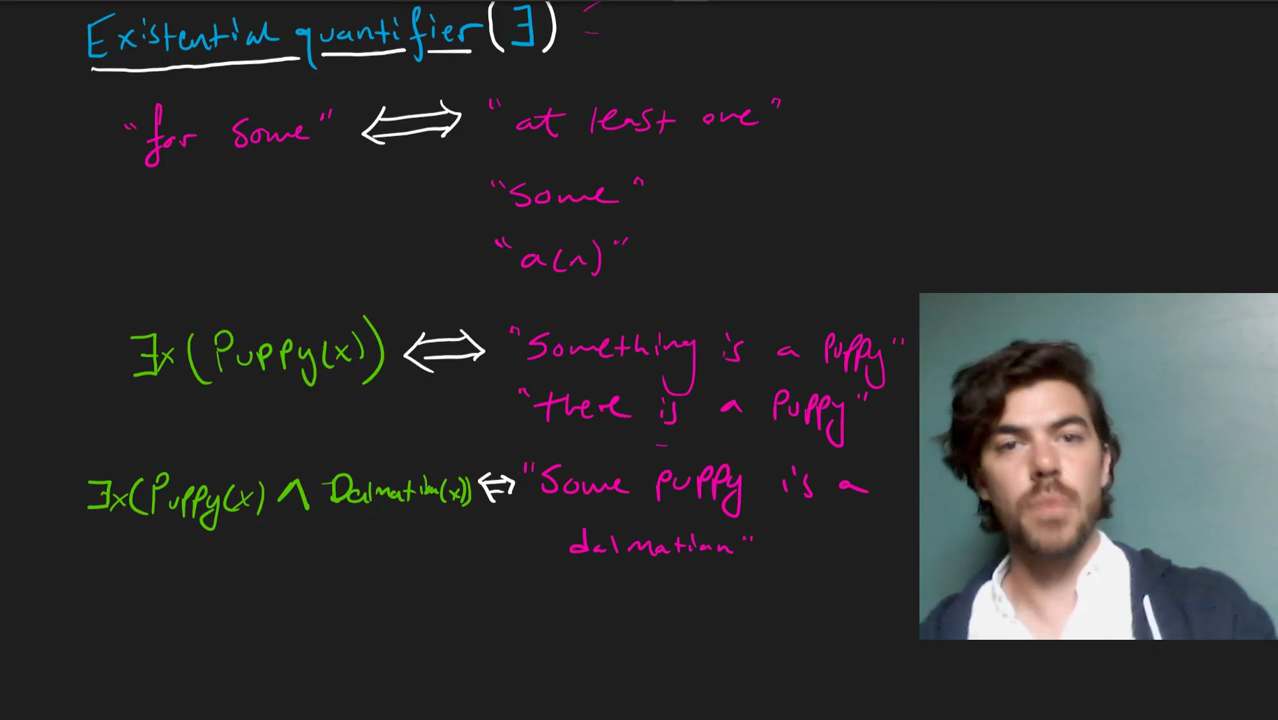 Existential quantifier (∃)
"for some" ⟺ "at least one"
"Some"
"a(n)"
∃x(Puppy(x)) ⟺ "Something is a puppy"
"there is a puppy"
∃x(Puppy(x) ∧ Dalmatian(x)) ⟺ "Some puppy is a
dalmatian"